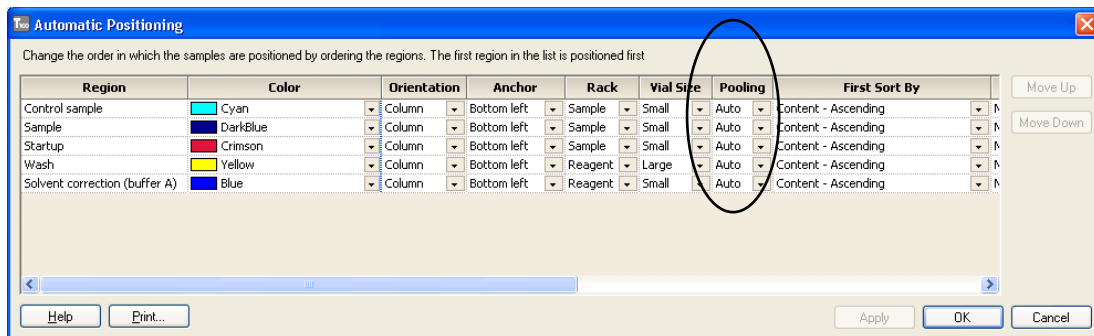 T100 Automatic Positioning
Change the order in which the samples are positioned by ordering the regions. The first region in the list is positioned first
Region Color Orientation Anchor Rack Vial Size Pooling First Sort By
Control sample Cyan Column Bottom left Sample Small Auto Content - Ascending N
Sample DarkBlue Column Bottom left Sample Small Auto Content - Ascending N
Startup Crimson Column Bottom left Sample Small Auto Content - Ascending N
Wash Yellow Column Bottom left Reagent Large Auto Content - Ascending N
Solvent correction (buffer A) Blue Column Bottom left Reagent Small Auto Content - Ascending N
Move Up
Move Down
Help Print... Apply OK Cancel